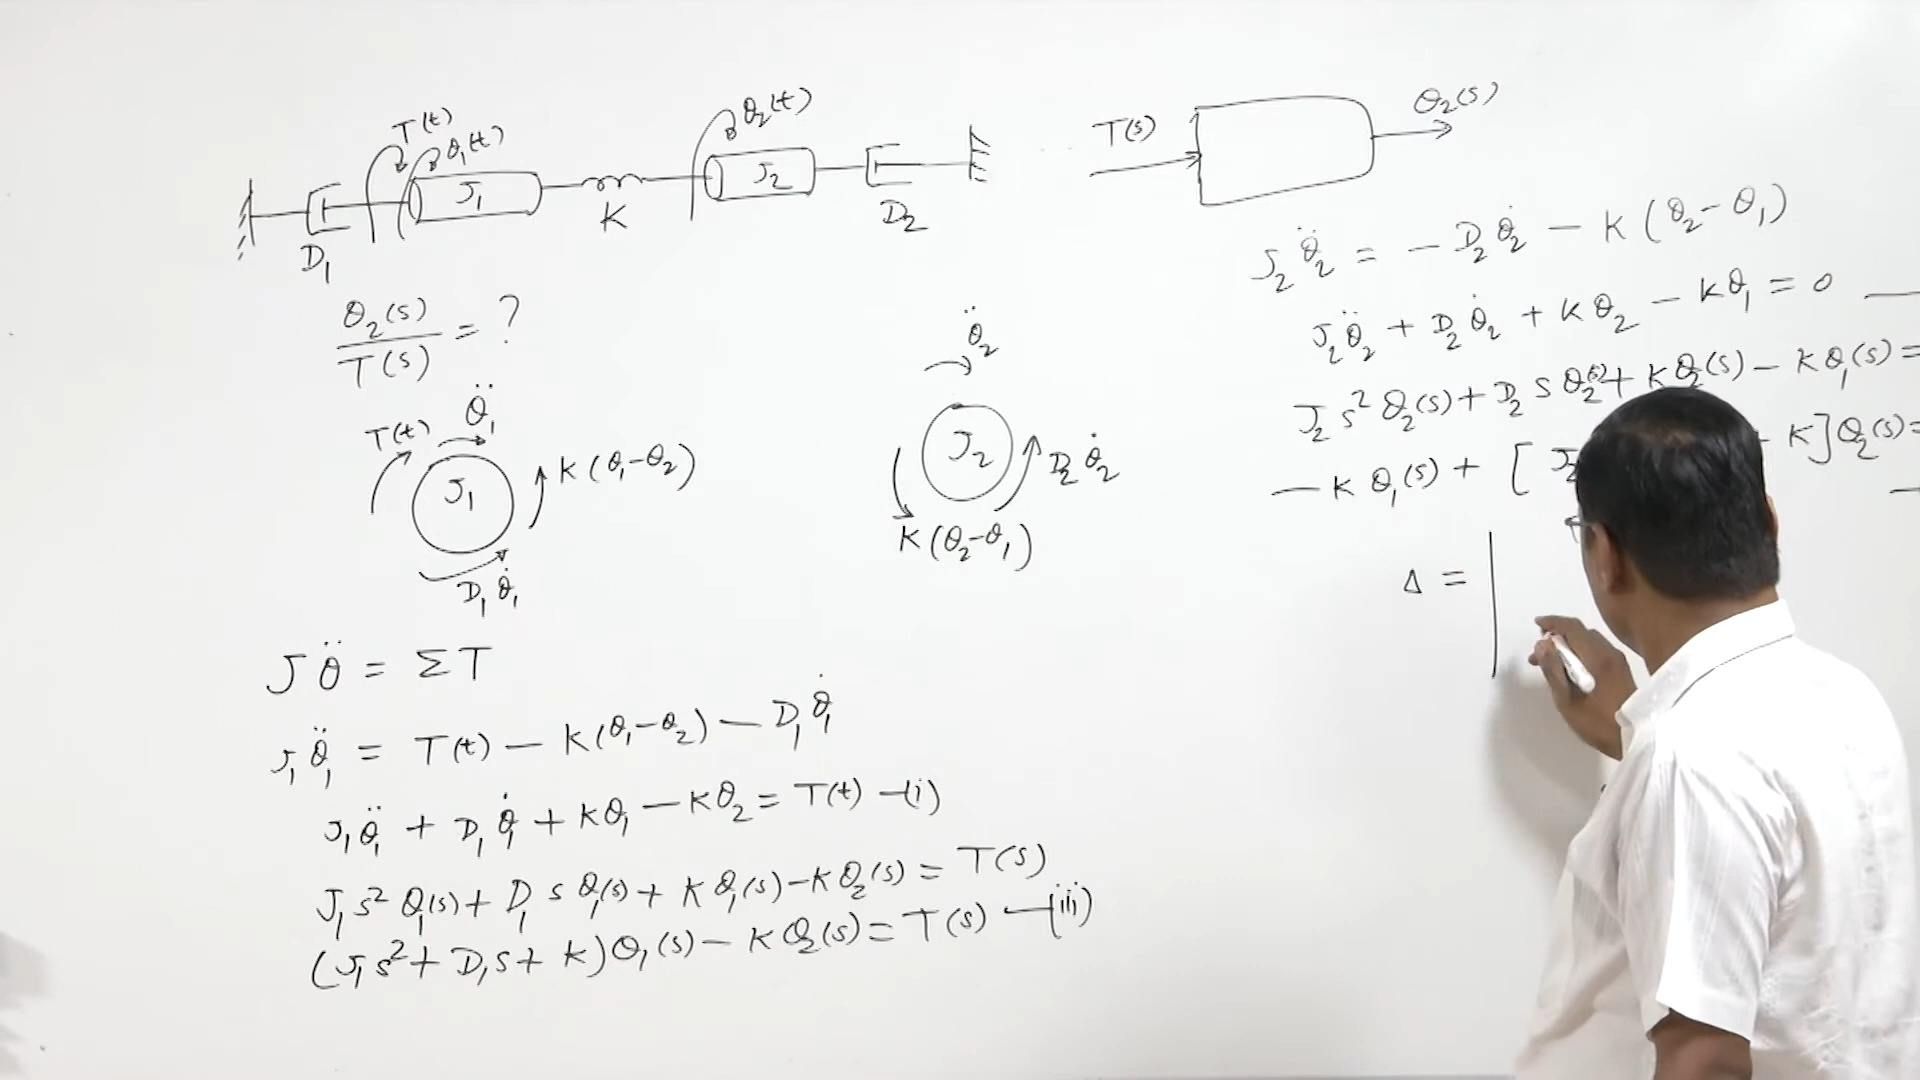 T(t)
θ₁(t)
θ₂(t)
J₁
J₂
K
D₁
D₂
T(s)
θ₂(s)
θ₂(s)/T(s) = ?
θ̈₁
T(t)
J₁
K(θ₁-θ₂)
D₁θ̇₁
θ̈₂
J₂
D₂θ̇₂
K(θ₂-θ₁)
Jθ̈ = ΣT
J₁θ̈₁ = T(t) - K(θ₁-θ₂) - D₁θ̇₁
J₁θ̈₁ + D₁θ̇₁ + Kθ₁ - Kθ₂ = T(t) -(i)
J₁s²θ₁(s) + D₁sθ₁(s) + Kθ₁(s) - Kθ₂(s) = T(s)
(J₁s² + D₁s + K)θ₁(s) - Kθ₂(s) = T(s) -(iii)
J₂θ̈₂ = -D₂θ̇₂ - K(θ₂-θ₁)
J₂θ̈₂ + D₂θ̇₂ + Kθ₂ - Kθ₁ = 0 -
J₂s²θ₂(s) + D₂sθ₂(s) + Kθ₂(s) - Kθ₁(s) =
-Kθ₁(s) + [J₂ K]θ₂(s) =
Δ = |